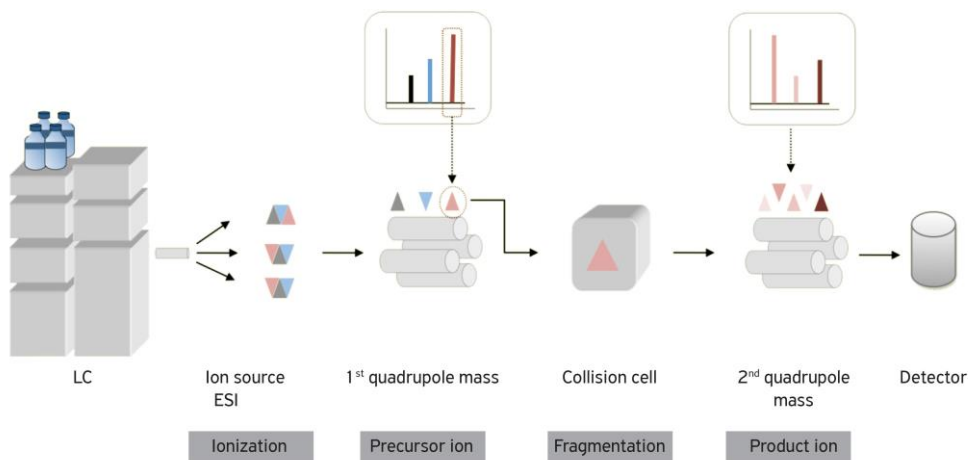 LC
Ion source
ESI
1st quadrupole mass
Collision cell
2nd quadrupole
mass
Detector
Ionization
Precursor ion
Fragmentation
Product ion